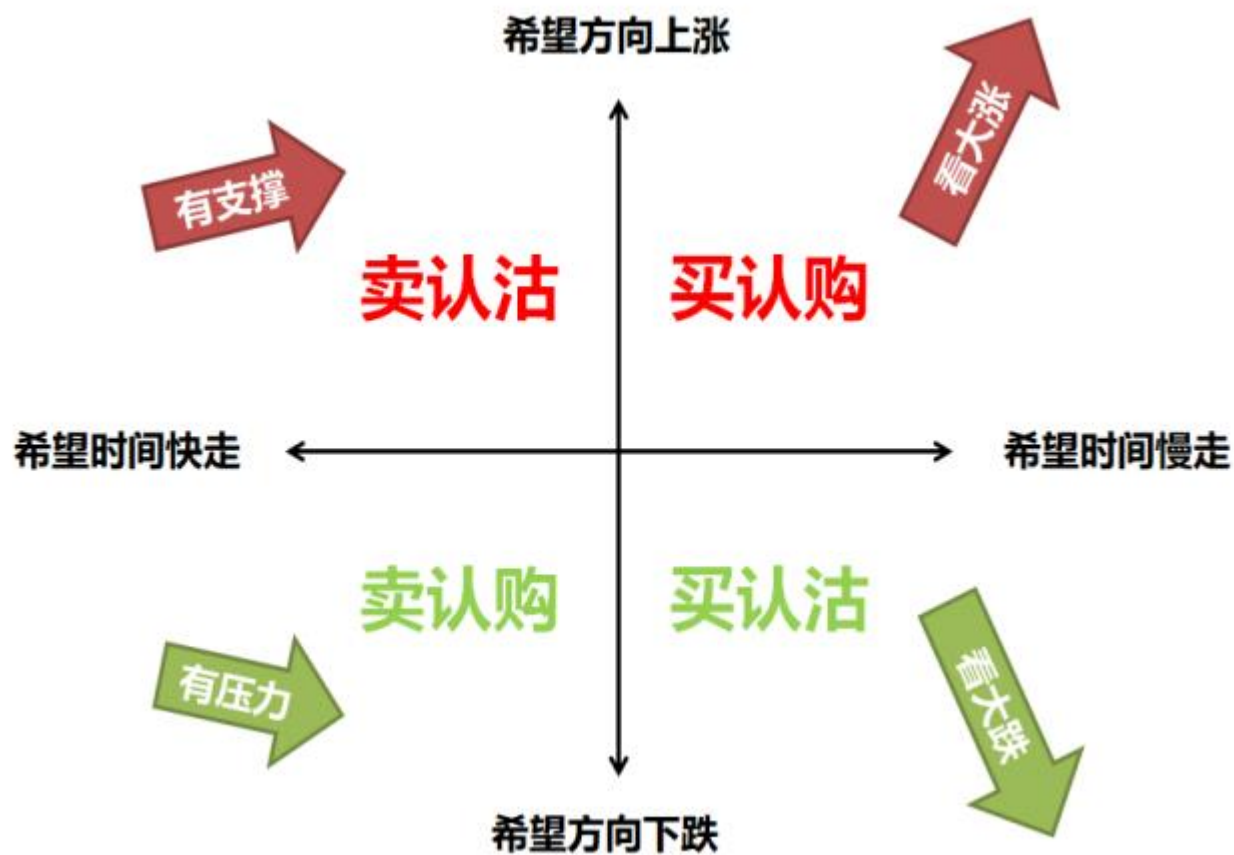 希望方向上涨
看大涨
有支撑
卖认沽
买认购
希望时间快走
希望时间慢走
卖认购
买认沽
有压力
看大跌
希望方向下跌